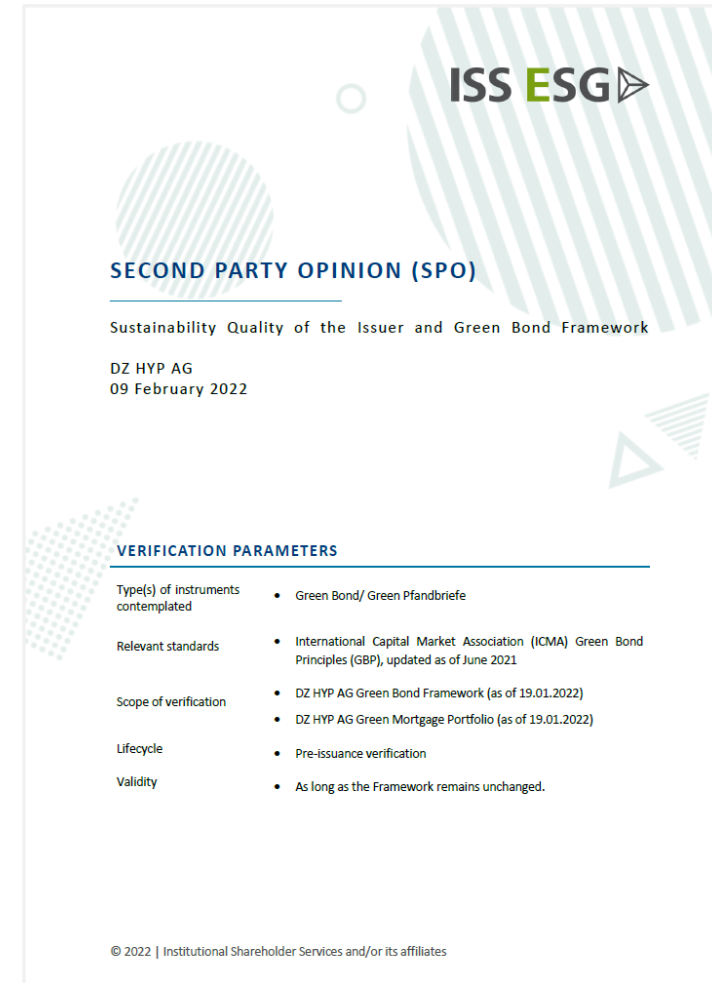 ISS ESG
SECOND PARTY OPINION (SPO)
Sustainability Quality of the Issuer and Green Bond Framework
DZ HYP AG
09 February 2022
VERIFICATION PARAMETERS
Type(s) of instruments
contemplated
• Green Bond/ Green Pfandbriefe
Relevant standards
• International Capital Market Association (ICMA) Green Bond
Principles (GBP), updated as of June 2021
Scope of verification
• DZ HYP AG Green Bond Framework (as of 19.01.2022)
• DZ HYP AG Green Mortgage Portfolio (as of 19.01.2022)
Lifecycle
• Pre-issuance verification
Validity
• As long as the Framework remains unchanged.
© 2022 | Institutional Shareholder Services and/or its affiliates